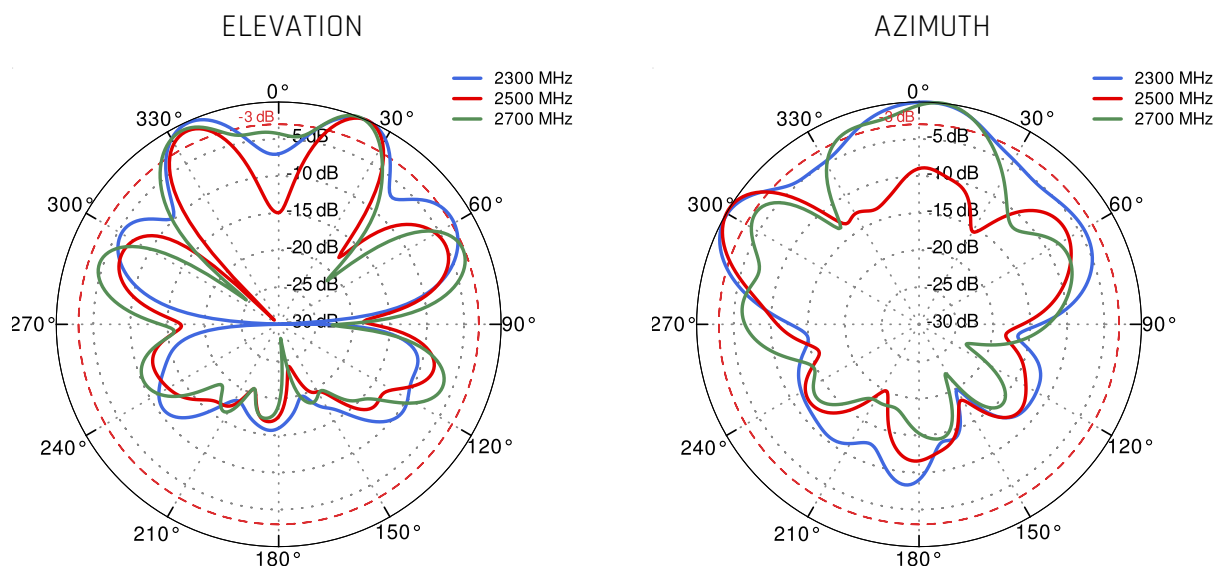 ELEVATION
2300 MHz
2500 MHz
2700 MHz
0°
30°
60°
90°
120°
150°
180°
210°
240°
270°
300°
330°
-3 dB
-5 dB
-10 dB
-15 dB
-20 dB
-25 dB
-30 dB
AZIMUTH
2300 MHz
2500 MHz
2700 MHz
0°
30°
60°
90°
120°
150°
180°
210°
240°
270°
300°
330°
-3 dB
-5 dB
-10 dB
-15 dB
-20 dB
-25 dB
-30 dB